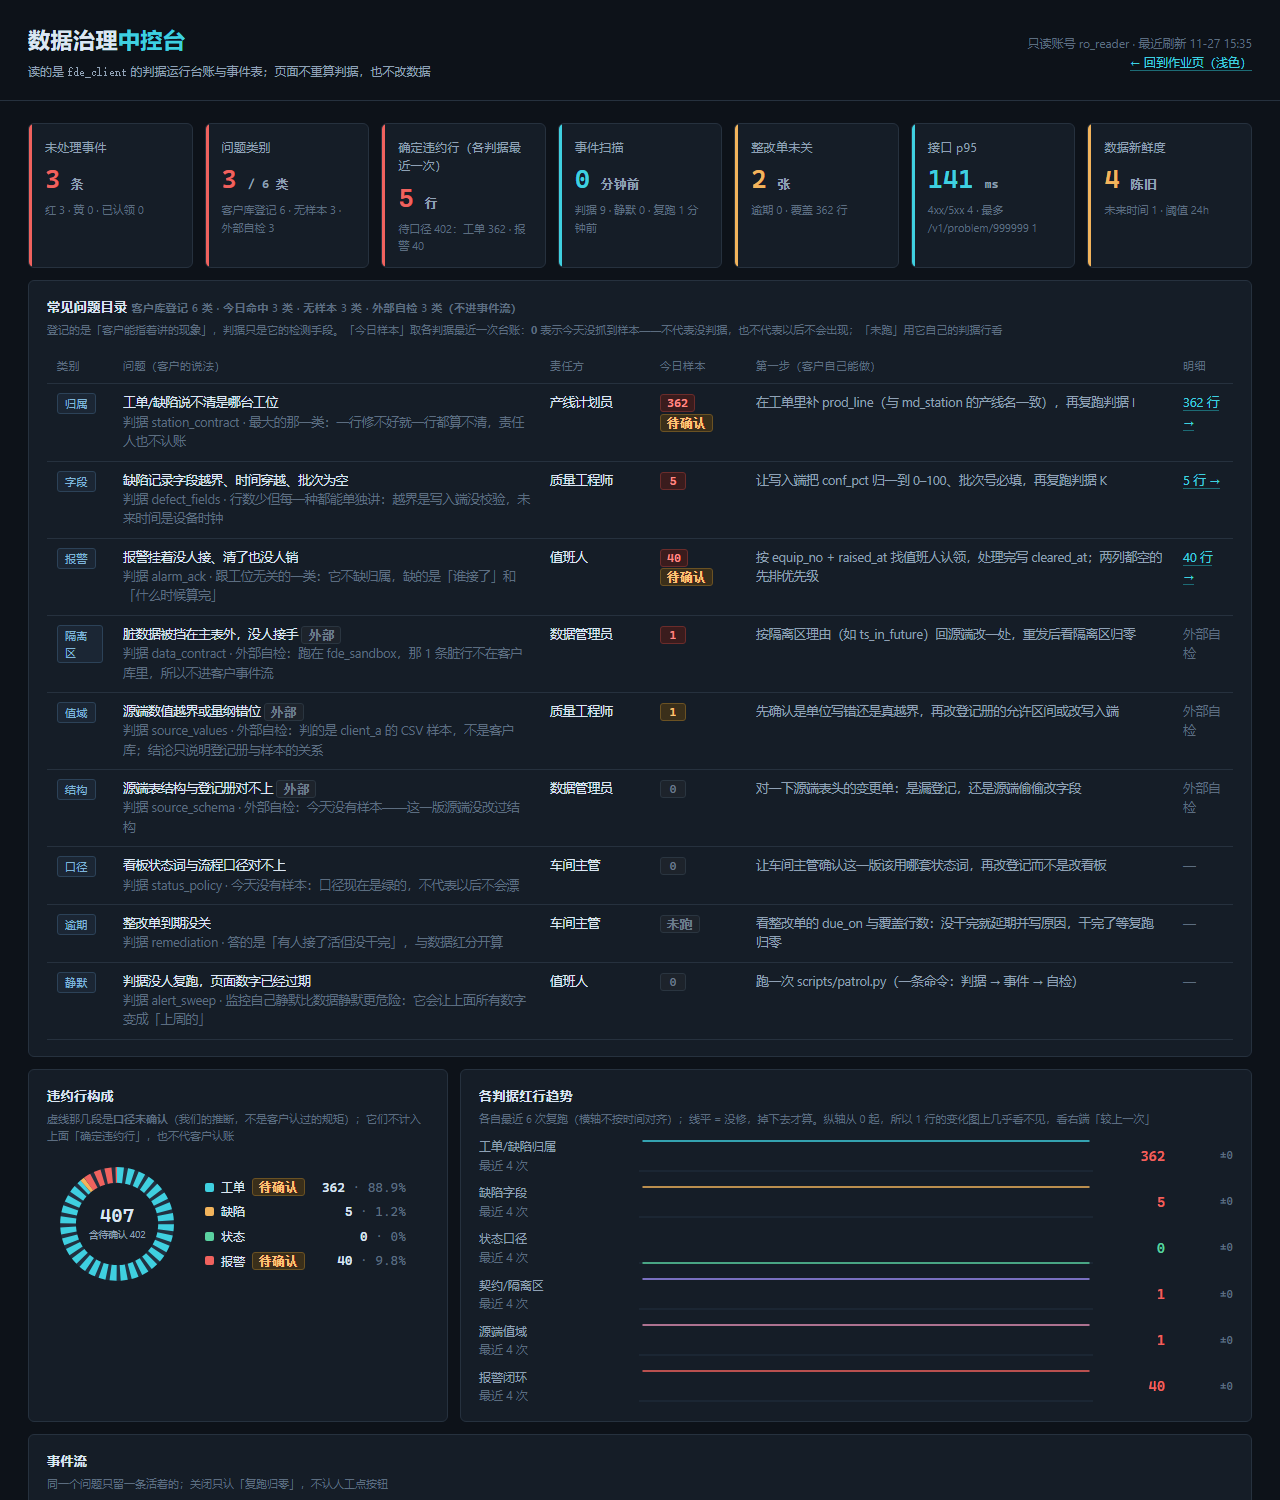 数据治理中控台
读的是 fde_client 的判据运行台账与事件表；页面不重算判据，也不改数据
只读账号 ro_reader · 最近刷新 11-27 15:35
← 回到作业页（浅色）
未处理事件
3 条
红 3 · 黄 0 · 已认领 0
问题类别
3 / 6 类
客户库登记 6 · 无样本 3 ·
外部自检 3
确定违约行（各判据最
近一次）
5 行
待口径 402：工单 362 · 报
警 40
事件扫描
0 分钟前
判据 9 · 静默 0 · 复跑 1 分
钟前
整改单未关
2 张
逾期 0 · 覆盖 362 行
接口 p95
141 ms
4xx/5xx 4 · 最多
/v1/problem/999999 1
数据新鲜度
4 陈旧
未来时间 1 · 阈值 24h
常见问题目录 客户库登记 6 类 · 今日命中 3 类 · 无样本 3 类 · 外部自检 3 类（不进事件流）
登记的是「客户能指着讲的现象」，判据只是它的检测手段。「今日样本」取各判据最近一次台账：0 表示今天没抓到样本——不代表没判据，也不代表以后不会出现；「未跑」用它自己的判据行看
类别 问题（客户的说法） 责任方 今日样本 第一步（客户自己能做） 明细
归属 工单/缺陷说不清是哪台工位 产线计划员 362 在工单里补 prod_line（与 md_station 的产线名一致），再复跑判据 I 362 行
判据 station_contract · 最大的那一类：一行修不好就一行都算不清，责任 待确认 →
人也不认账
字段 缺陷记录字段越界、时间穿越、批次为空 质量工程师 5 让写入端把 conf_pct 归一到 0–100、批次号必填，再复跑判据 K 5 行 →
判据 defect_fields · 行数少但每一种都能单独讲：越界是写入端没校验，未
来时间是设备时钟
报警 报警挂着没人接、清了也没人销 值班人 40 按 equip_no + raised_at 找值班人认领，处理完写 cleared_at；两列都空的 40 行
判据 alarm_ack · 跟工位无关的一类：它不缺归属，缺的是「谁接了」和 待确认 先排优先级 →
「什么时候算完」
隔离 脏数据被挡在主表外，没人接手 外部 数据管理员 1 按隔离区理由（如 ts_in_future）回源端改一处，重发后看隔离区归零 外部自
区 判据 data_contract · 外部自检：跑在 fde_sandbox，那 1 条脏行不在客户 检
库里，所以不进客户事件流
值域 源端数值越界或量纲错位 外部 质量工程师 1 先确认是单位写错还是真越界，再改登记册的允许区间或改写入端 外部自
判据 source_values · 外部自检：判的是 client_a 的 CSV 样本，不是客户 检
库；结论只说明登记册与样本的关系
结构 源端表结构与登记册对不上 外部 数据管理员 0 对一下源端表头的变更单：是漏登记，还是源端偷偷改字段 外部自
判据 source_schema · 外部自检：今天没有样本——这一版源端没改过结 检
构
口径 看板状态词与流程口径对不上 车间主管 0 让车间主管确认这一版该用哪套状态词，再改登记而不是改看板 —
判据 status_policy · 今天没有样本：口径现在是绿的，不代表以后不会漂
逾期 整改单到期没关 车间主管 未跑 看整改单的 due_on 与覆盖行数：没干完就延期并写原因，干完了等复跑 —
判据 remediation · 答的是「有人接了活但没干完」，与数据红分开算 归零
静默 判据没人复跑，页面数字已经过期 值班人 0 跑一次 scripts/patrol.py（一条命令：判据 → 事件 → 自检） —
判据 alert_sweep · 监控自己静默比数据静默更危险：它会让上面所有数字
变成「上周的」
违约行构成
虚线那几段是口径未确认（我们的推断，不是客户认过的规矩）；它们不计入
上面「确定违约行」，也不代客户认账
407
含待确认 402
工单 待确认 362 · 88.9%
缺陷 5 · 1.2%
状态 0 · 0%
报警 待确认 40 · 9.8%
各判据红行趋势
各自最近 6 次复跑（横轴不按时间对齐）；线平 = 没修，掉下去才算。纵轴从 0 起，所以 1 行的变化图上几乎看不见，看右端「较上一次」
工单/缺陷归属
最近 4 次 362 ±0
缺陷字段
最近 4 次 5 ±0
状态口径
最近 4 次 0 ±0
契约/隔离区
最近 4 次 1 ±0
源端值域
最近 4 次 1 ±0
报警闭环
最近 4 次 40 ±0
事件流
同一个问题只留一条活着的；关闭只认「复跑归零」，不认人工点按钮